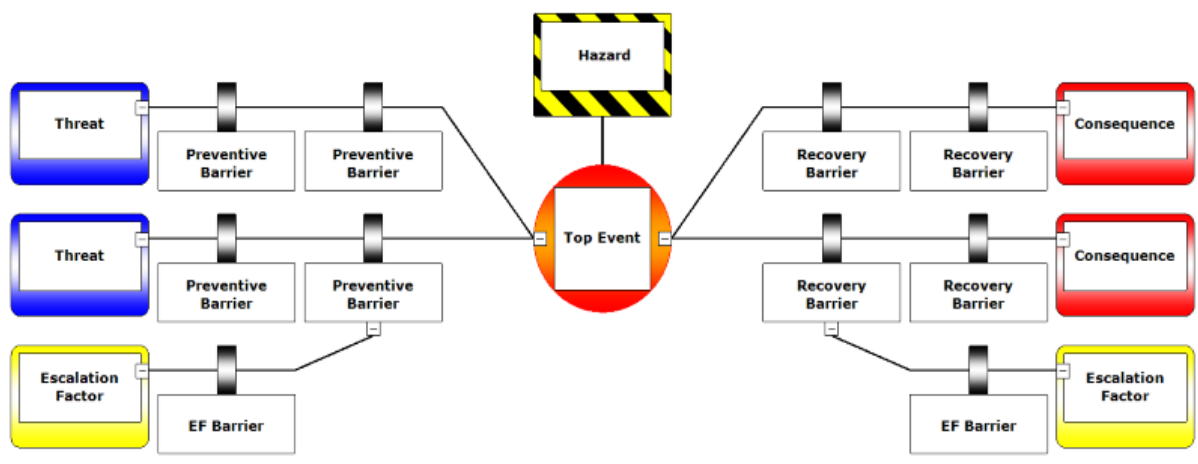 Hazard
Threat
Preventive
Barrier
Preventive
Barrier
Recovery
Barrier
Recovery
Barrier
Consequence
Threat
Preventive
Barrier
Preventive
Barrier
Top Event
Recovery
Barrier
Recovery
Barrier
Consequence
Escalation
Factor
EF Barrier
EF Barrier
Escalation
Factor